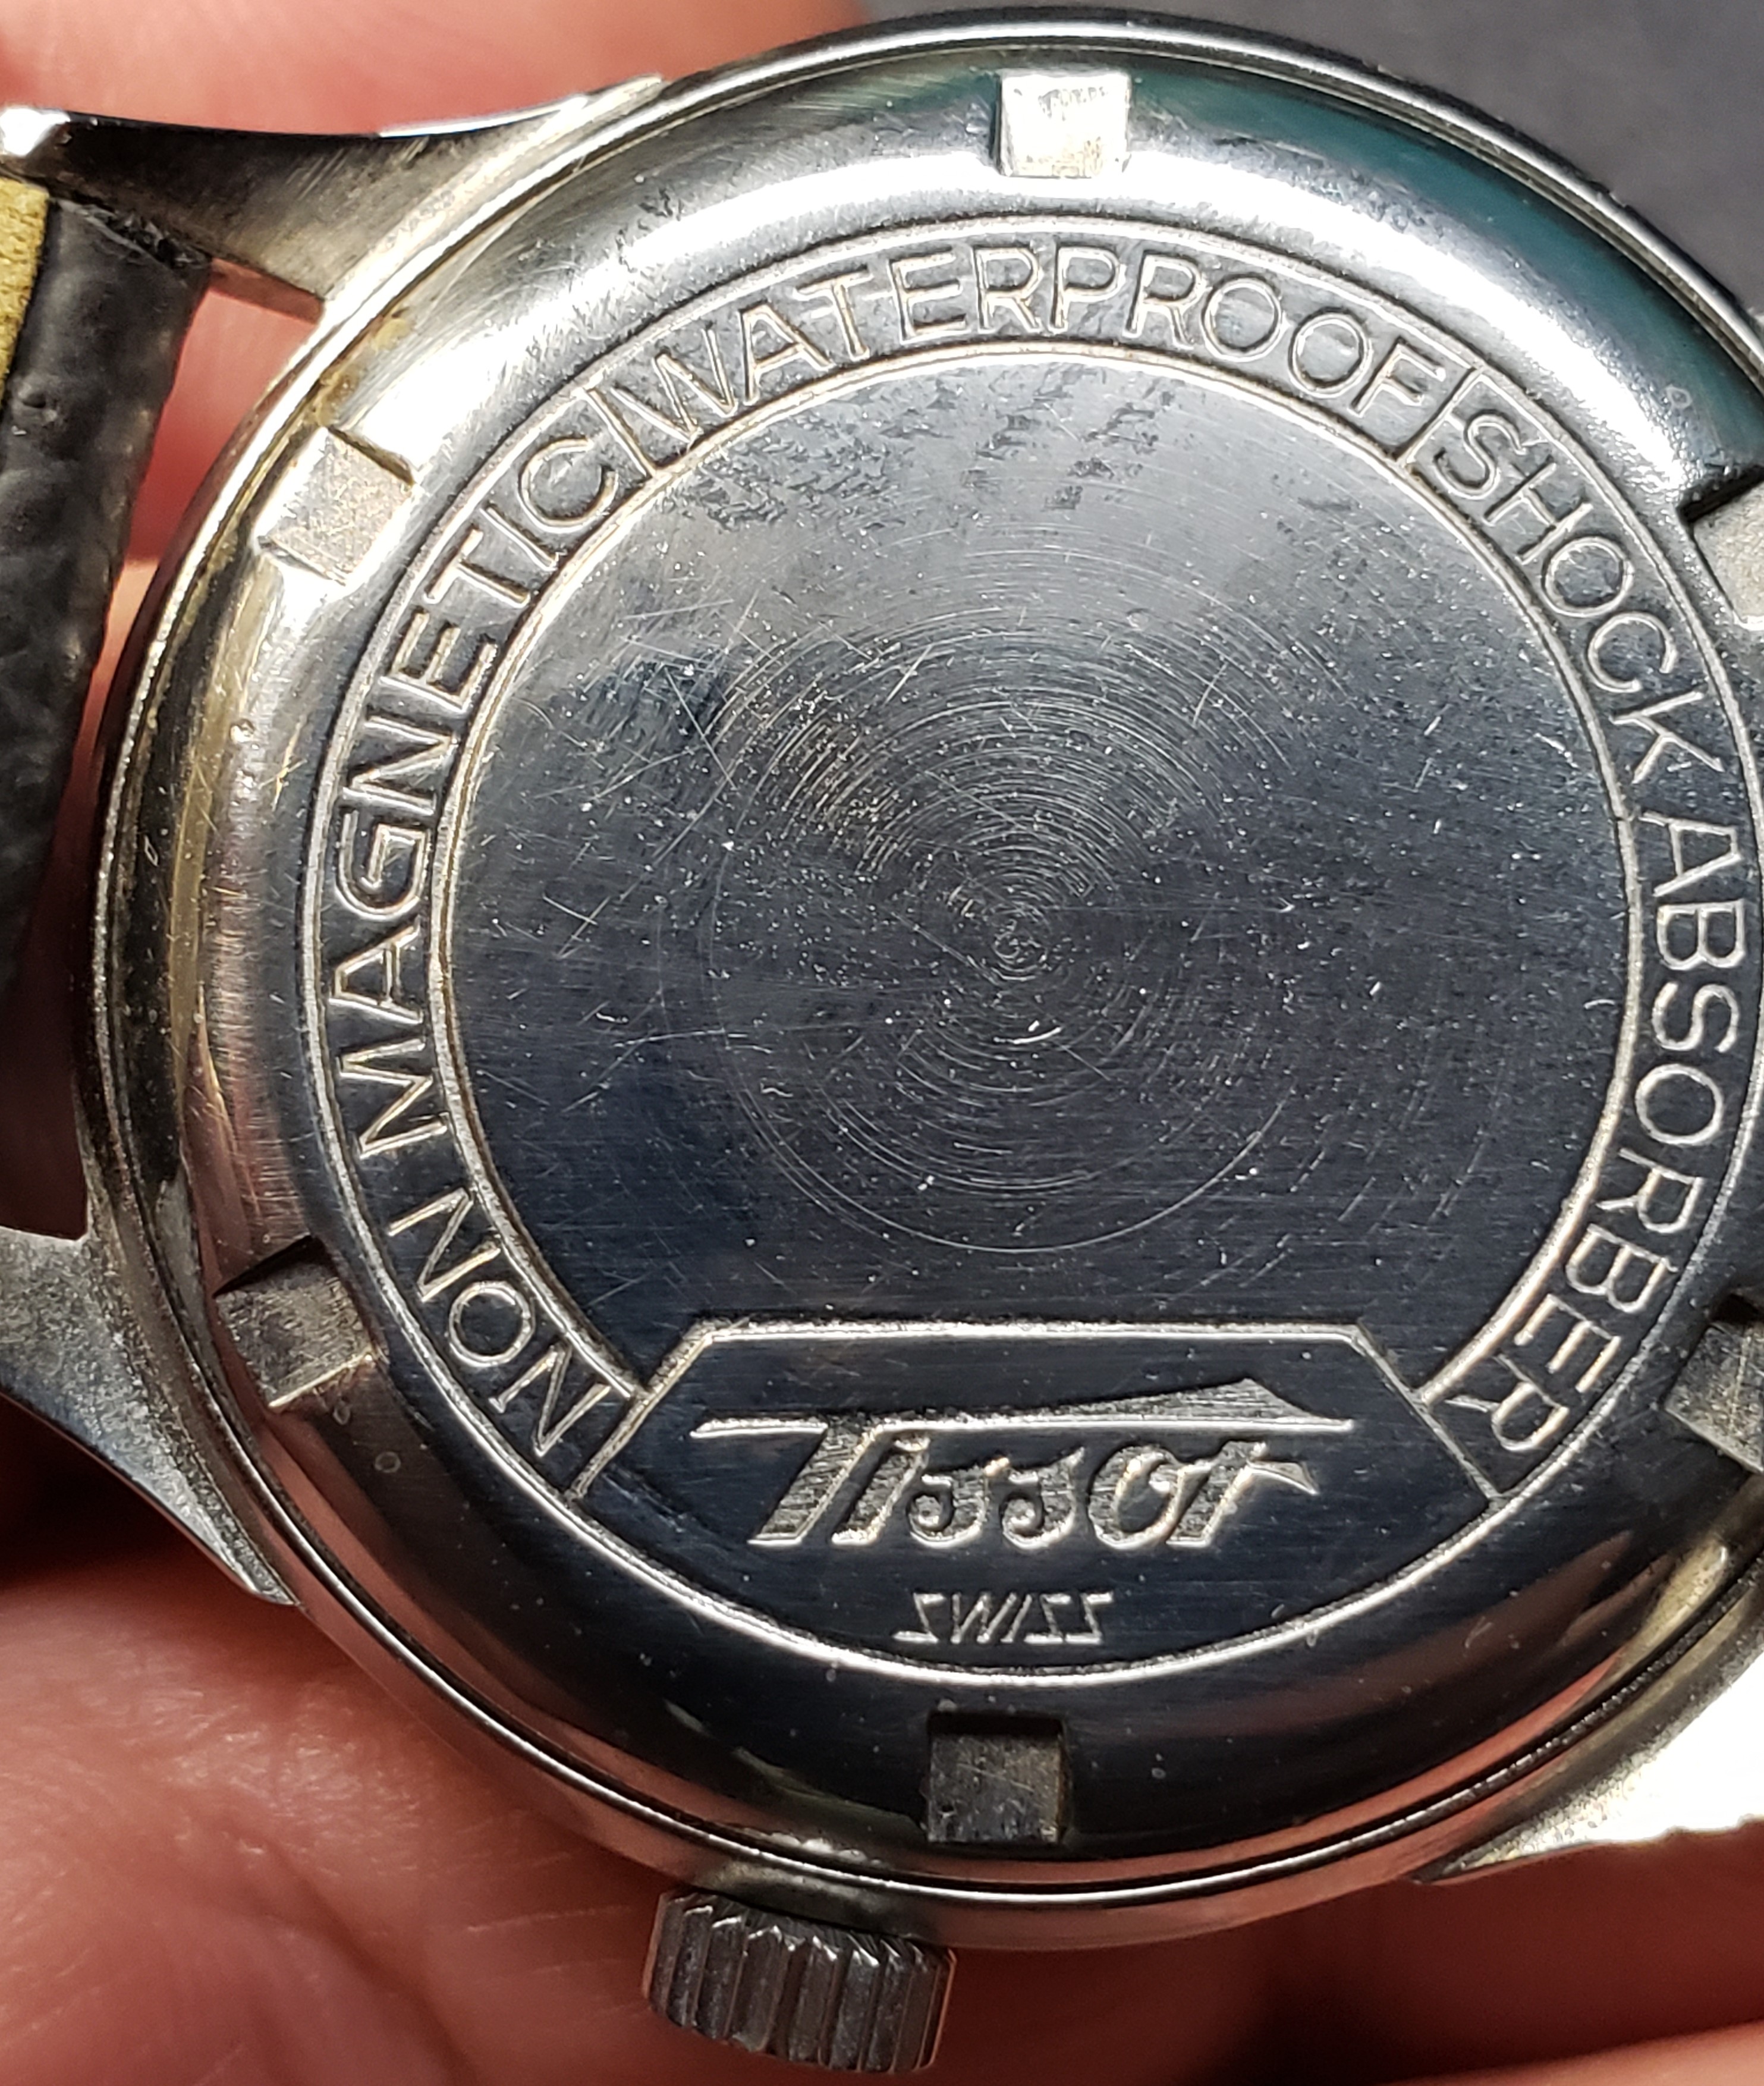 NON MAGNETIC
WATERPROOF
SHOCK ABSORBER
Tissot
SWISS